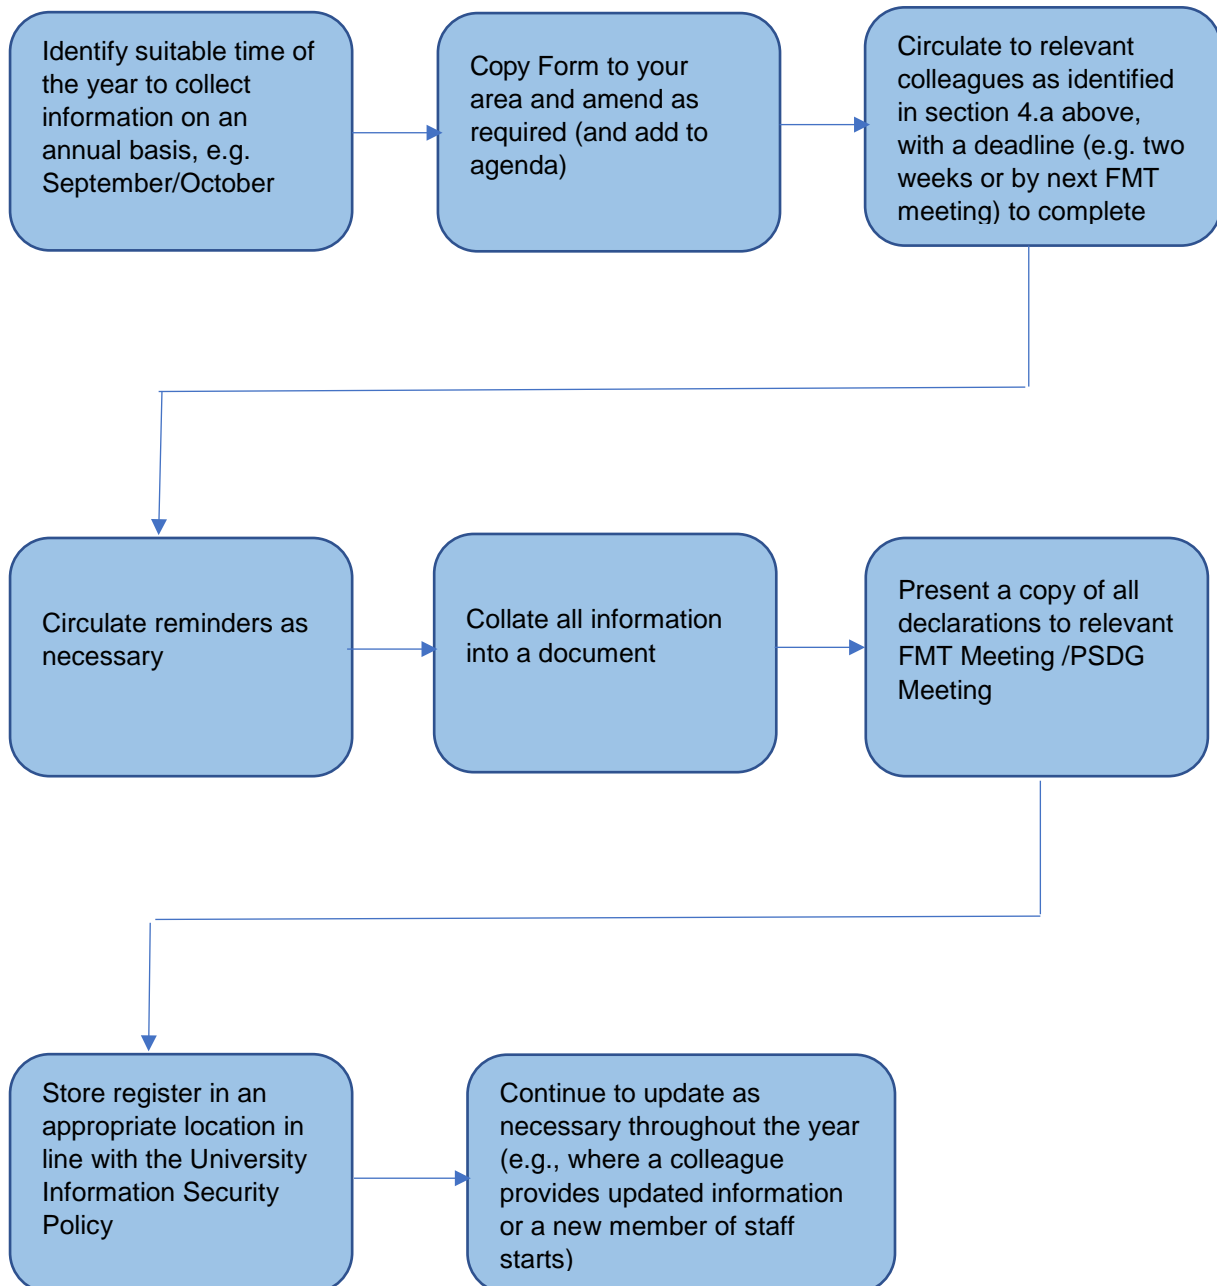 Identify suitable time of
the year to collect
information on an
annual basis, e.g.
September/October
Copy Form to your
area and amend as
required (and add to
agenda)
Circulate to relevant
colleagues as identified
in section 4.a above,
with a deadline (e.g. two
weeks or by next FMT
meeting) to complete
Circulate reminders as
necessary
Collate all information
into a document
Present a copy of all
declarations to relevant
FMT Meeting /PSDG
Meeting
Store register in an
appropriate location in
line with the University
Information Security
Policy
Continue to update as
necessary throughout the year
(e.g., where a colleague
provides updated information
or a new member of staff
starts)